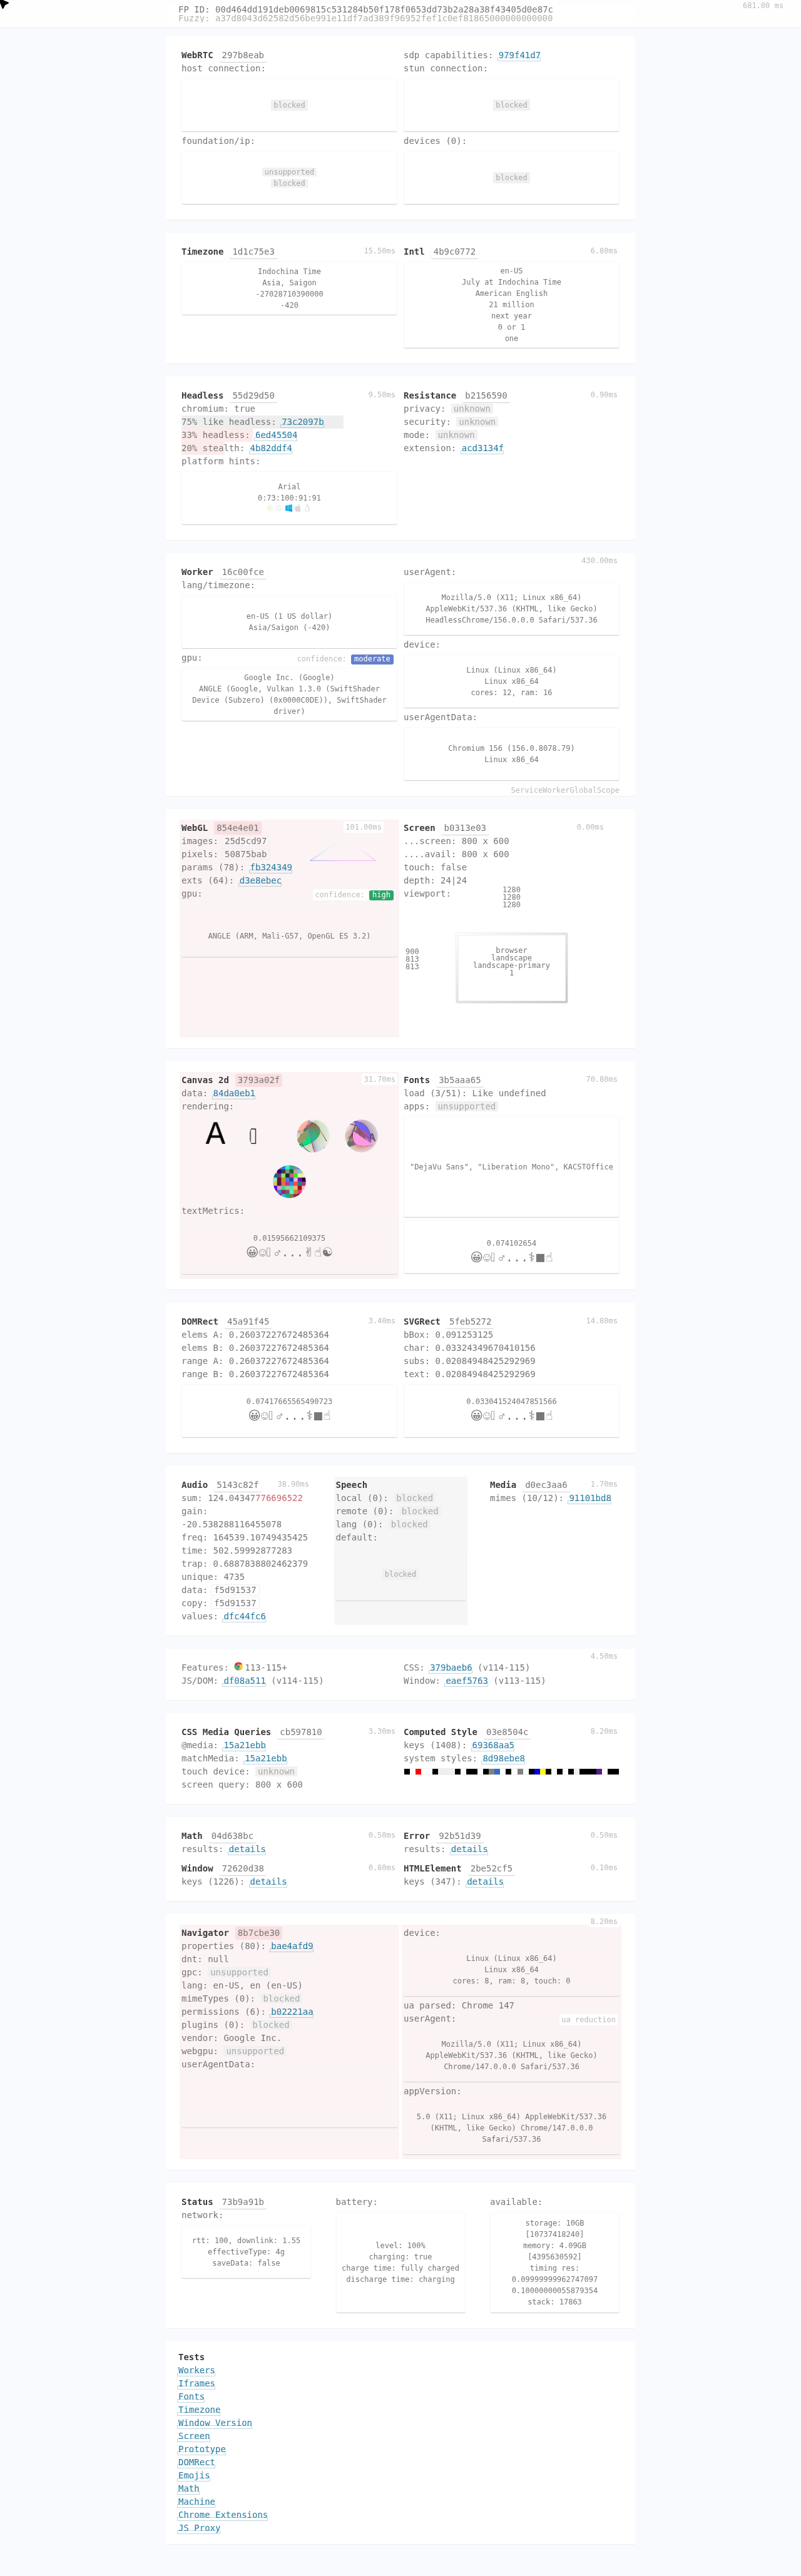 FP ID: 00d464dd191deb0069815c531284b50f178f0653dd73b2a28a38f43405d0e87c
681.00 ms
Fuzzy: a37d8043d62582d56be991e11df7ad389f96952fef1c0ef81865000000000000
WebRTC 297b8eab
host connection:
blocked
foundation/ip:
unsupported
blocked
sdp capabilities: 979f41d7
stun connection:
blocked
devices (0):
blocked
Timezone 1d1c75e3 15.50ms
Indochina Time
Asia, Saigon
-27028710390000
-420
Intl 4b9c0772 6.80ms
en-US
July at Indochina Time
American English
21 million
next year
0 or 1
one
Headless 55d29d50 9.50ms
chromium: true
75% like headless: 73c2097b
33% headless: 6ed45504
20% stealth: 4b82ddf4
platform hints:
Arial
0:73:100:91:91
Resistance b2156590 0.90ms
privacy: unknown
security: unknown
mode: unknown
extension: acd3134f
430.00ms
Worker 16c00fce
lang/timezone:
en-US (1 US dollar)
Asia/Saigon (-420)
gpu: confidence: moderate
Google Inc. (Google)
ANGLE (Google, Vulkan 1.3.0 (SwiftShader
Device (Subzero) (0x0000C0DE)), SwiftShader
driver)
userAgent:
Mozilla/5.0 (X11; Linux x86_64)
AppleWebKit/537.36 (KHTML, like Gecko)
HeadlessChrome/156.0.0.0 Safari/537.36
device:
Linux (Linux x86_64)
Linux x86_64
cores: 12, ram: 16
userAgentData:
Chromium 156 (156.0.8078.79)
Linux x86_64
ServiceWorkerGlobalScope
WebGL 854e4e01 101.00ms
images: 25d5cd97
pixels: 50875bab
params (78): fb324349
exts (64): d3e8ebec
gpu: confidence: high
ANGLE (ARM, Mali-G57, OpenGL ES 3.2)
Screen b0313e03 0.00ms
...screen: 800 x 600
....avail: 800 x 600
touch: false
depth: 24|24
viewport:
1280
1280
1280
900
813
813
browser
landscape
landscape-primary
1
Canvas 2d 3793a02f 31.70ms
data: 84da0eb1
rendering:
A
textMetrics:
0.01595662109375
Fonts 3b5aaa65 70.80ms
load (3/51): Like undefined
apps: unsupported
"DejaVu Sans", "Liberation Mono", KACSTOffice
0.074102654
DOMRect 45a91f45 3.40ms
elems A: 0.26037227672485364
elems B: 0.26037227672485364
range A: 0.26037227672485364
range B: 0.26037227672485364
0.07417665565490723
SVGRect 5feb5272 14.80ms
bBox: 0.091253125
char: 0.03324349670410156
subs: 0.02084948425292969
text: 0.02084948425292969
0.033041524047851566
Audio 5143c82f 38.90ms
sum: 124.04347776696522
gain:
-20.538288116455078
freq: 164539.10749435425
time: 502.59992877283
trap: 0.6887838802462379
unique: 4735
data: f5d91537
copy: f5d91537
values: dfc44fc6
Speech
local (0): blocked
remote (0): blocked
lang (0): blocked
default:
blocked
Media d0ec3aa6 1.70ms
mimes (10/12): 91101bd8
4.50ms
Features: 113-115+
JS/DOM: df08a511 (v114-115)
CSS: 379baeb6 (v114-115)
Window: eaef5763 (v113-115)
CSS Media Queries cb597810 3.30ms
@media: 15a21ebb
matchMedia: 15a21ebb
touch device: unknown
screen query: 800 x 600
Computed Style 03e8504c 8.20ms
keys (1408): 69368aa5
system styles: 8d98ebe8
Math 04d638bc 0.50ms
results: details
Error 92b51d39 0.50ms
results: details
Window 72620d38 0.80ms
keys (1226): details
HTMLElement 2be52cf5 0.10ms
keys (347): details
8.20ms
Navigator 8b7cbe30
properties (80): bae4afd9
dnt: null
gpc: unsupported
lang: en-US, en (en-US)
mimeTypes (0): blocked
permissions (6): b02221aa
plugins (0): blocked
vendor: Google Inc.
webgpu: unsupported
userAgentData:
device:
Linux (Linux x86_64)
Linux x86_64
cores: 8, ram: 8, touch: 0
ua parsed: Chrome 147
userAgent: ua reduction
Mozilla/5.0 (X11; Linux x86_64)
AppleWebKit/537.36 (KHTML, like Gecko)
Chrome/147.0.0.0 Safari/537.36
appVersion:
5.0 (X11; Linux x86_64) AppleWebKit/537.36
(KHTML, like Gecko) Chrome/147.0.0.0
Safari/537.36
Status 73b9a91b
network:
rtt: 100, downlink: 1.55
effectiveType: 4g
saveData: false
battery:
level: 100%
charging: true
charge time: fully charged
discharge time: charging
available:
storage: 10GB
[10737418240]
memory: 4.09GB
[4395630592]
timing res:
0.09999999962747097
0.10000000055879354
stack: 17863
Tests
Workers
Iframes
Fonts
Timezone
Window Version
Screen
Prototype
DOMRect
Emojis
Math
Machine
Chrome Extensions
JS Proxy